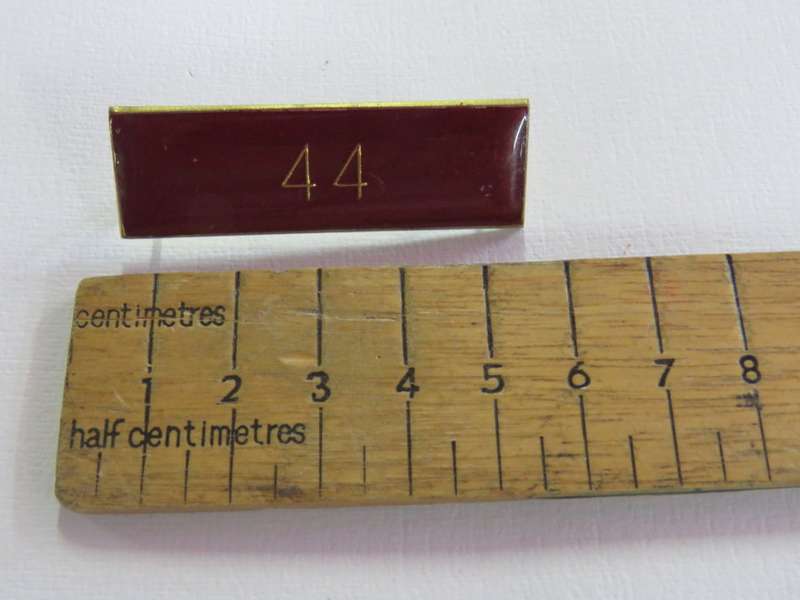 44
centimetres
1 2 3 4 5 6 7 8
half centimetres